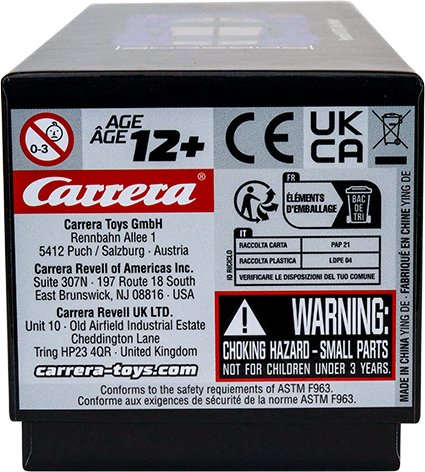 0-3
AGE
ÂGE
12+
CE
UK
CA
Carrera®
Carrera Toys GmbH
Rennbahn Allee 1
5412 Puch / Salzburg · Austria
Carrera Revell of Americas Inc.
Suite 307N · 197 Route 18 South
East Brunswick, NJ 08816 · USA
Carrera Revell UK LTD.
Unit 10 · Old Airfield Industrial Estate
Cheddington Lane
Tring HP23 4QR · United Kingdom
carrera-toys.com
FR
ÉLÉMENTS
D'EMBALLAGE
BAC
DE
TRI
IT
IO RICICLO
RACCOLTA CARTA PAP 21
RACCOLTA PLASTICA LDPE 04
VERIFICARE LE DISPOSIZIONI DEL TUO COMUNE
WARNING:
CHOKING HAZARD - SMALL PARTS
NOT FOR CHILDREN UNDER 3 YEARS.
Conforms to the safety requirements of ASTM F963.
Conforme aux exigences de sécurité de la norme ASTM F963.
MADE IN CHINA YING DE · FABRIQUÉ EN CHINE YING DE